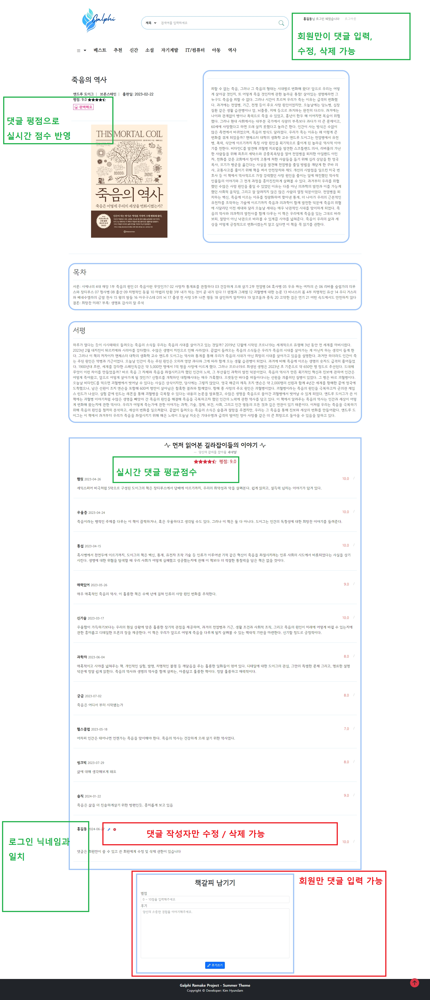 Galphi
제목 검색어를 입력하세요
홍길동님 로그인 되었습니다 로그아웃
회원만이 댓글 입력,
수정, 삭제 가능
베스트 추천 신간 소설 자기계발 IT/컴퓨터 아동 역사
죽음의 역사
앤드루 도이그 | 브론스테인 | 출판일: 2023-02-22
평점: 9.0
완벽해요
댓글 평점으로
실시간 점수 반영
THIS MORTAL COIL
죽음의 역사
죽음은 어떻게 우리의 세상을 변화시켰는가?
이코노미스트
선정 올해
최고의 도서
(2022)
인간이 죽는 방식은 역사를 거치며 크게 변화해 왔다.
피할 수 없는 죽음, 그러나 그 죽음의 형태는 시대별로 변화해 왔다! 앞으로 우리는 어떻
게 살아갈 것인지, 또 어떻게 죽을 것인지에 관한 놀라운 통찰! 살아있는 생명체라면 그
누구도 죽음을 피할 수 없다. 그러나 시간이 흐르며 우리가 죽는 이유는 급격히 변화했
다. 과거에는 전염병, 기근, 전쟁 등이 주요 사망 원인이었지만, 오늘날에는 당뇨병, 심장
질환 같은 생활 습관병이나 암, 뇌졸중, 치매 등으로 과거와는 완전히 다르다. 과거에는
나이와 관계없이 병이나 폭력으로 죽을 수 있었고, 흉년이 한두 해 이어지면 목숨이 위험
했다. 그러나 현대 사회에서는 대부분 국가에서 식량의 부족보다 과다가 더 큰 문제이고,
60세에 사망했다고 하면 오래 살지 못했다고 놀라곤 한다. 인간이 사는 방식은 수없이
많은 측면에서 바뀌었으며, 죽음의 방식도 달라졌다. 우리가 죽는 이유는 왜 이렇게 큰
변화를 겪게 되었을까? 맨체스터 대학의 생화학 교수 앤드루 도이그는 전염병에서 유전
병, 폭력, 식단에 이르기까지 특정 사망 원인을 획기적으로 줄이게 된 놀라운 역사적 이야
기를 전한다. 비타민C를 발견해 괴혈병 치료법을 발견한 스코틀랜드 의사, 리버풀의 가난
한 사람들을 위해 최초의 세탁소와 공중목욕탕을 열어 전염병을 퇴치한 아일랜드 이민
자, 전화를 갖춘 교회에서 정서적 고통에 처한 사람들을 돕기 위해 심리 상담을 한 영국
목사, 모기가 병균을 옮긴다는 사실을 발견해 전염병을 줄일 방법을 깨닫게 한 쿠바 의
사, 교통사고를 줄이기 위해 책을 써서 안전장치와 제도 개선의 시발점을 일으킨 미국 변
호사 등 이 책에서 역사적으로 가장 강력했던 사망 원인을 줄이는 일에 매진했던 역사적
인물들의 이야기와 그 전개 과정을 흥미진진하게 살펴볼 수 있다. 과거부터 우리를 위협
했던 수많은 사망 원인을 줄일 수 있었던 이유는 다름 아닌 의과학의 발전과 이를 가능케
했던 사회적 움직임, 그리고 잘 알려지지 않은 많은 사람의 열정 덕분이었다. 전염병을 퇴
치하는 백신, 죽음에 이르는 이유를 정량화하여 찾아낸 통계, 더 나아가 우리의 근본적인
유전자를 조작하는 기술에 이르기까지 죽음과 의과학이 함께 발전한 덕분에 죽음의 위협
에 시달리던 이전 세대와 달리 오늘날 세대는 매우 낙관적인 시대를 맞이하게 되었다. 죽
음의 역사와 의과학의 발전사를 함께 다루는 이 책은 우리에게 죽음을 있는 그대로 바라
보되, 절망이 아닌 낙관으로 바라볼 수 있게끔 시야를 넓혀준다. 죽음이 우리의 삶과 세
상을 어떻게 긍정적으로 변화시켰는지 알고 싶다면 이 책을 꼭 읽기를 권한다.
목차
서문: 시에나의 4대 재앙 1부 죽음의 원인 01 죽음이란 무엇인가? 02 사망자 통계표를 관찰하다 03 건강하게 오래 살기 2부 전염병 04 흑사병 05 우유 짜는 여자의 손 06 리버풀 슬럼가의 티푸
스와 장티푸스 07 청사병 08 출산 09 치명적인 동물 10 마법의 탄환 3부 내가 먹는 것이 곧 내가 된다 11 헨젤과 그레텔 12 괴혈병에 대한 논문 13 비너스의 몸 4부 치명적인 유산 14 우디 거스리
와 베네수엘라의 금발 천사 15 왕의 딸들 16 아우구스테 D의 뇌 17 출생 전 사망 5부 나쁜 행동 18 살인하지 말지어다 19 알코올과 중독 20 고약한 검은 연기 21 어떤 속도에서도 안전하지 않다
결론: 희망찬 미래? 부록: 생명표 감사의 말 주석
서평
하루가 멀다는 듯이 시시때때로 들려오는 죽음의 소식들 우리는 죽음의 시대를 살아가고 있는 것일까? 2019년 12월에 시작된 코로나19는 세계적으로 유행해 3년 동안 전 세계를 마비시켰다.
2023년 2월 대지진이 튀르키예와 시리아를 강타했다. 수많은 생명이 지진으로 인해 사라졌다. 끝없이 들려오는 죽음의 소식들은 우리가 죽음의 시대를 살아가는 게 아닌지 하는 생각이 들게 한
다. 그러나 이 책의 저자이자 맨체스터 대학의 생화학 교수 앤드루 도이그는 역사와 통계를 통해 우리가 죽음의 시대가 아닌 희망의 시대를 살아가고 있음을 설명한다. 과거만 하더라도 인간이 죽
는 주된 원인은 역병과 기근이었다. 오늘날 인간이 죽는 주된 원인은 오히려 영양 과다와 그에 따라 함께 오는 생활 습관병이 되었다. 과거에 비해 죽음에 이르는 생명의 숫자도 급격히 줄어들었
다. 1900년대 초반, 세계를 강타한 스페인독감은 약 5,000만 명에서 1억 명을 사망에 이르게 했다. 그러나 코로나19로 희생된 생명은 2023년 초 기준으로 약 650만 명 정도로 추산된다. 도대체
무엇이 이런 차이를 만들었을까? 바로 죽음 그 자체와 죽음을 좌절시키고자 했던 인간의 노력, 그 부산물인 과학의 발전 덕분이었다. 죽음의 역사가 만든 획기적인 혁신과 진보에 관하여 인간은
어떻게 죽어왔고, 앞으로 어떻게 살아가게 될 것인가? 신항로를 개척하던 대항해시대는 매우 가혹했다. 오랫동안 바다를 떠돌아다니는 선원을 괴롭히던 질병이 있었다. 그 병은 바로 괴혈병이다.
오늘날 비타민C를 먹으면 괴혈병에서 벗어날 수 있다는 사실은 상식이지만, 당시에는 그렇지 않았다. 영국 해군의 제독 조지 앤슨은 약 2,000명의 선원과 함께 4년간 세계를 항해한 끝에 영국에
도착했으나, 남은 선원이 조지 앤슨을 포함해 600여 명만이 살아남은 참혹한 결과와 함께였다. 항해 중 사망의 주요 원인은 괴혈병이었다. 괴혈병이라는 죽음의 원인을 극복하고자 군의관 제임
스 린드가 나섰다. 실험 끝에 린드는 레몬을 통해 괴혈병을 극복할 수 있다는 내용의 논문을 발표했고, 수많은 생명을 죽음으로 몰아간 괴혈병에서 벗어날 수 있게 되었다. 앤드루 도이그가 쓴 이
책에는 괴혈병 이야기처럼 수많은 생명을 빼앗아 간 죽음의 원인을 해결해 죽음을 극복하고자 했던 인간의 노력에 관한 역사를 담고 있다. 이 책에서 알려주는 죽음의 역사는 인간과 세상이 어떻
게 변화해 왔는지에 관한 역사다. 우리가 어떻게 죽는가에 관한 이야기는 과학, 기술, 경제, 보건, 사회, 그리고 인간 행동의 모든 것과 깊은 연관이 있기 때문이다. 이처럼 우리는 죽음을 극복하기
위해 죽음의 원인을 철저히 분석하고, 세상의 변화를 일으켜왔다. 끝없이 들려오는 죽음의 소식은 슬픔과 절망을 주겠지만, 우리는 그 죽음을 통해 진보와 세상의 변화를 만들어왔다. 앤드루 도
이그는 이 책에서 과거부터 우리가 죽음을 좌절시키기 위해 해온 노력이 오늘날 치솟은 기대수명과 급격히 떨어진 영아 사망률 같은 더 큰 희망으로 돌아올 수 있음을 말하고 있다.
먼저 읽어본 길라잡이들의 이야기
— 당신의 갈피를 잡아줄 속삭임
평점: 9.0
실시간 댓글 평균점수
햄릿 2023-04-26 10.0 /
셰익스피어 비극처럼 5막으로 구성된 도이그의 책은 장티푸스에서 담배에 이르기까지, 우리의 취약성과 악을 살펴본다. 쉽게 읽히고, 설득력 넘치는 이야기가 담겨 있다.
우울증 2023-04-24 10.0 /
죽음이라는 병적인 주제를 다루는 이 책이 끔찍하거나, 혹은 우울하다고 생각될 수도 있다. 그러나 이 책은 둘 다 아니다. 도이그는 인간의 독창성에 대한 희망찬 이야기를 들려준다.
통섭 2023-04-15 10.0 /
흑사병에서 천연두에 이르기까지, 도이그의 책은 백신, 통계, 유전자 조작 기술 등 인류가 이루어낸 기적 같은 혁신이 죽음을 좌절시키려는 인류 사회의 시도에서 비롯되었다는 사실을 상기
시킨다. 생명에 대한 위협을 탐색할 때 우리 사회가 어떻게 실패했고 성공했는지에 관해 이 책보다 더 적절한 통찰력을 담은 책은 없을 것이다.
매력있어 2023-05-26 9.0 /
매우 매혹적인 죽음의 역사. 이 훌륭한 책은 수백 년에 걸쳐 인류의 사망 원인 변화를 추적한다.
신기술 2023-03-17 10.0 /
우울함이 가득하기보다는 우리의 현실 상황에 맞춘 훌륭한 장기적 관점을 제공하며, 과거의 전염병과 기근, 생활 조건과 사회적 조직, 그리고 죽음의 원인이 미래에 어떻게 바뀔 수 있는지에
관한 흥미롭고 디테일한 토론의 장을 제공한다. 이 책은 우리가 앞으로 어떻게 죽음을 다루게 될지 살펴볼 수 있는 맥락적 기반을 마련한다. 신기할 정도로 긍정적이다.
과학자 2023-06-04 8.0 /
매혹적이고 시야를 넓혀주는 책. 개인적인 실험, 발명, 치명적인 불행 등 깨달음을 주는 훌륭한 일화들이 엮여 있다. 디테일에 대한 도이그의 관심, 그만의 특별한 문체 그리고, 명료한 설명
덕분에 정말 쉽게 읽힌다. 죽음의 역사와 생명의 역사를 함께 살피는, 아름답고 훌륭한 책이다. 정말 훌륭하고 매력적이다.
궁금 2023-07-02 8.0 /
죽음은 어디서 부터 시작됐는가
헬스클럽 2023-05-18 7.0 /
어차피 인간은 태어나면 언젠가는 죽음을 맞이해야 한다. 죽음의 역사는 건강하게 오래 살기 위한 역사였다.
씽크빅 2023-07-29 8.0 /
삶에 대해 생각해보게 돼요
솔직 2024-01-22 9.0 /
죽음은 삶을 더 진솔하게살기 위한 방편인듯. 흥미롭게 보고 있음
홍길동 2024-06-27
댓글 작성자만 수정 / 삭제 가능
10.0 /
로그인 닉네임과
일치
댓글은 회원만이 쓸 수 있고 쓴 회원에게 수정 및 삭제 권한이 있습니다
회원만 댓글 입력 가능
책갈피 남기기
별점
0 ~ 10점을 입력해주세요
후기
당신의 소중한 경험을 이야기해주세요.
후기쓰기
Galphi Remake Project - Summer Theme
Copyright © Developer: Kim Hyundam